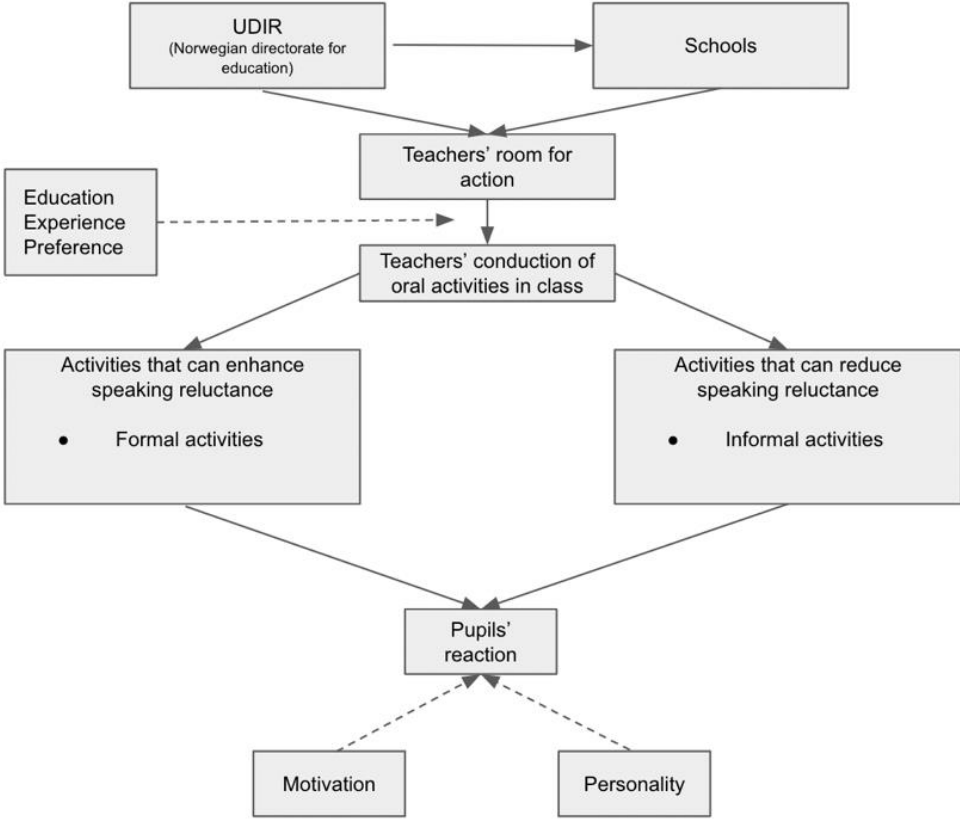 UDIR
(Norwegian directorate for
education)
Schools
Teachers’ room for
action
Education
Experience
Preference
Teachers’ conduction of
oral activities in class
Activities that can enhance
speaking reluctance
● Formal activities
Activities that can reduce
speaking reluctance
● Informal activities
Pupils’
reaction
Motivation
Personality